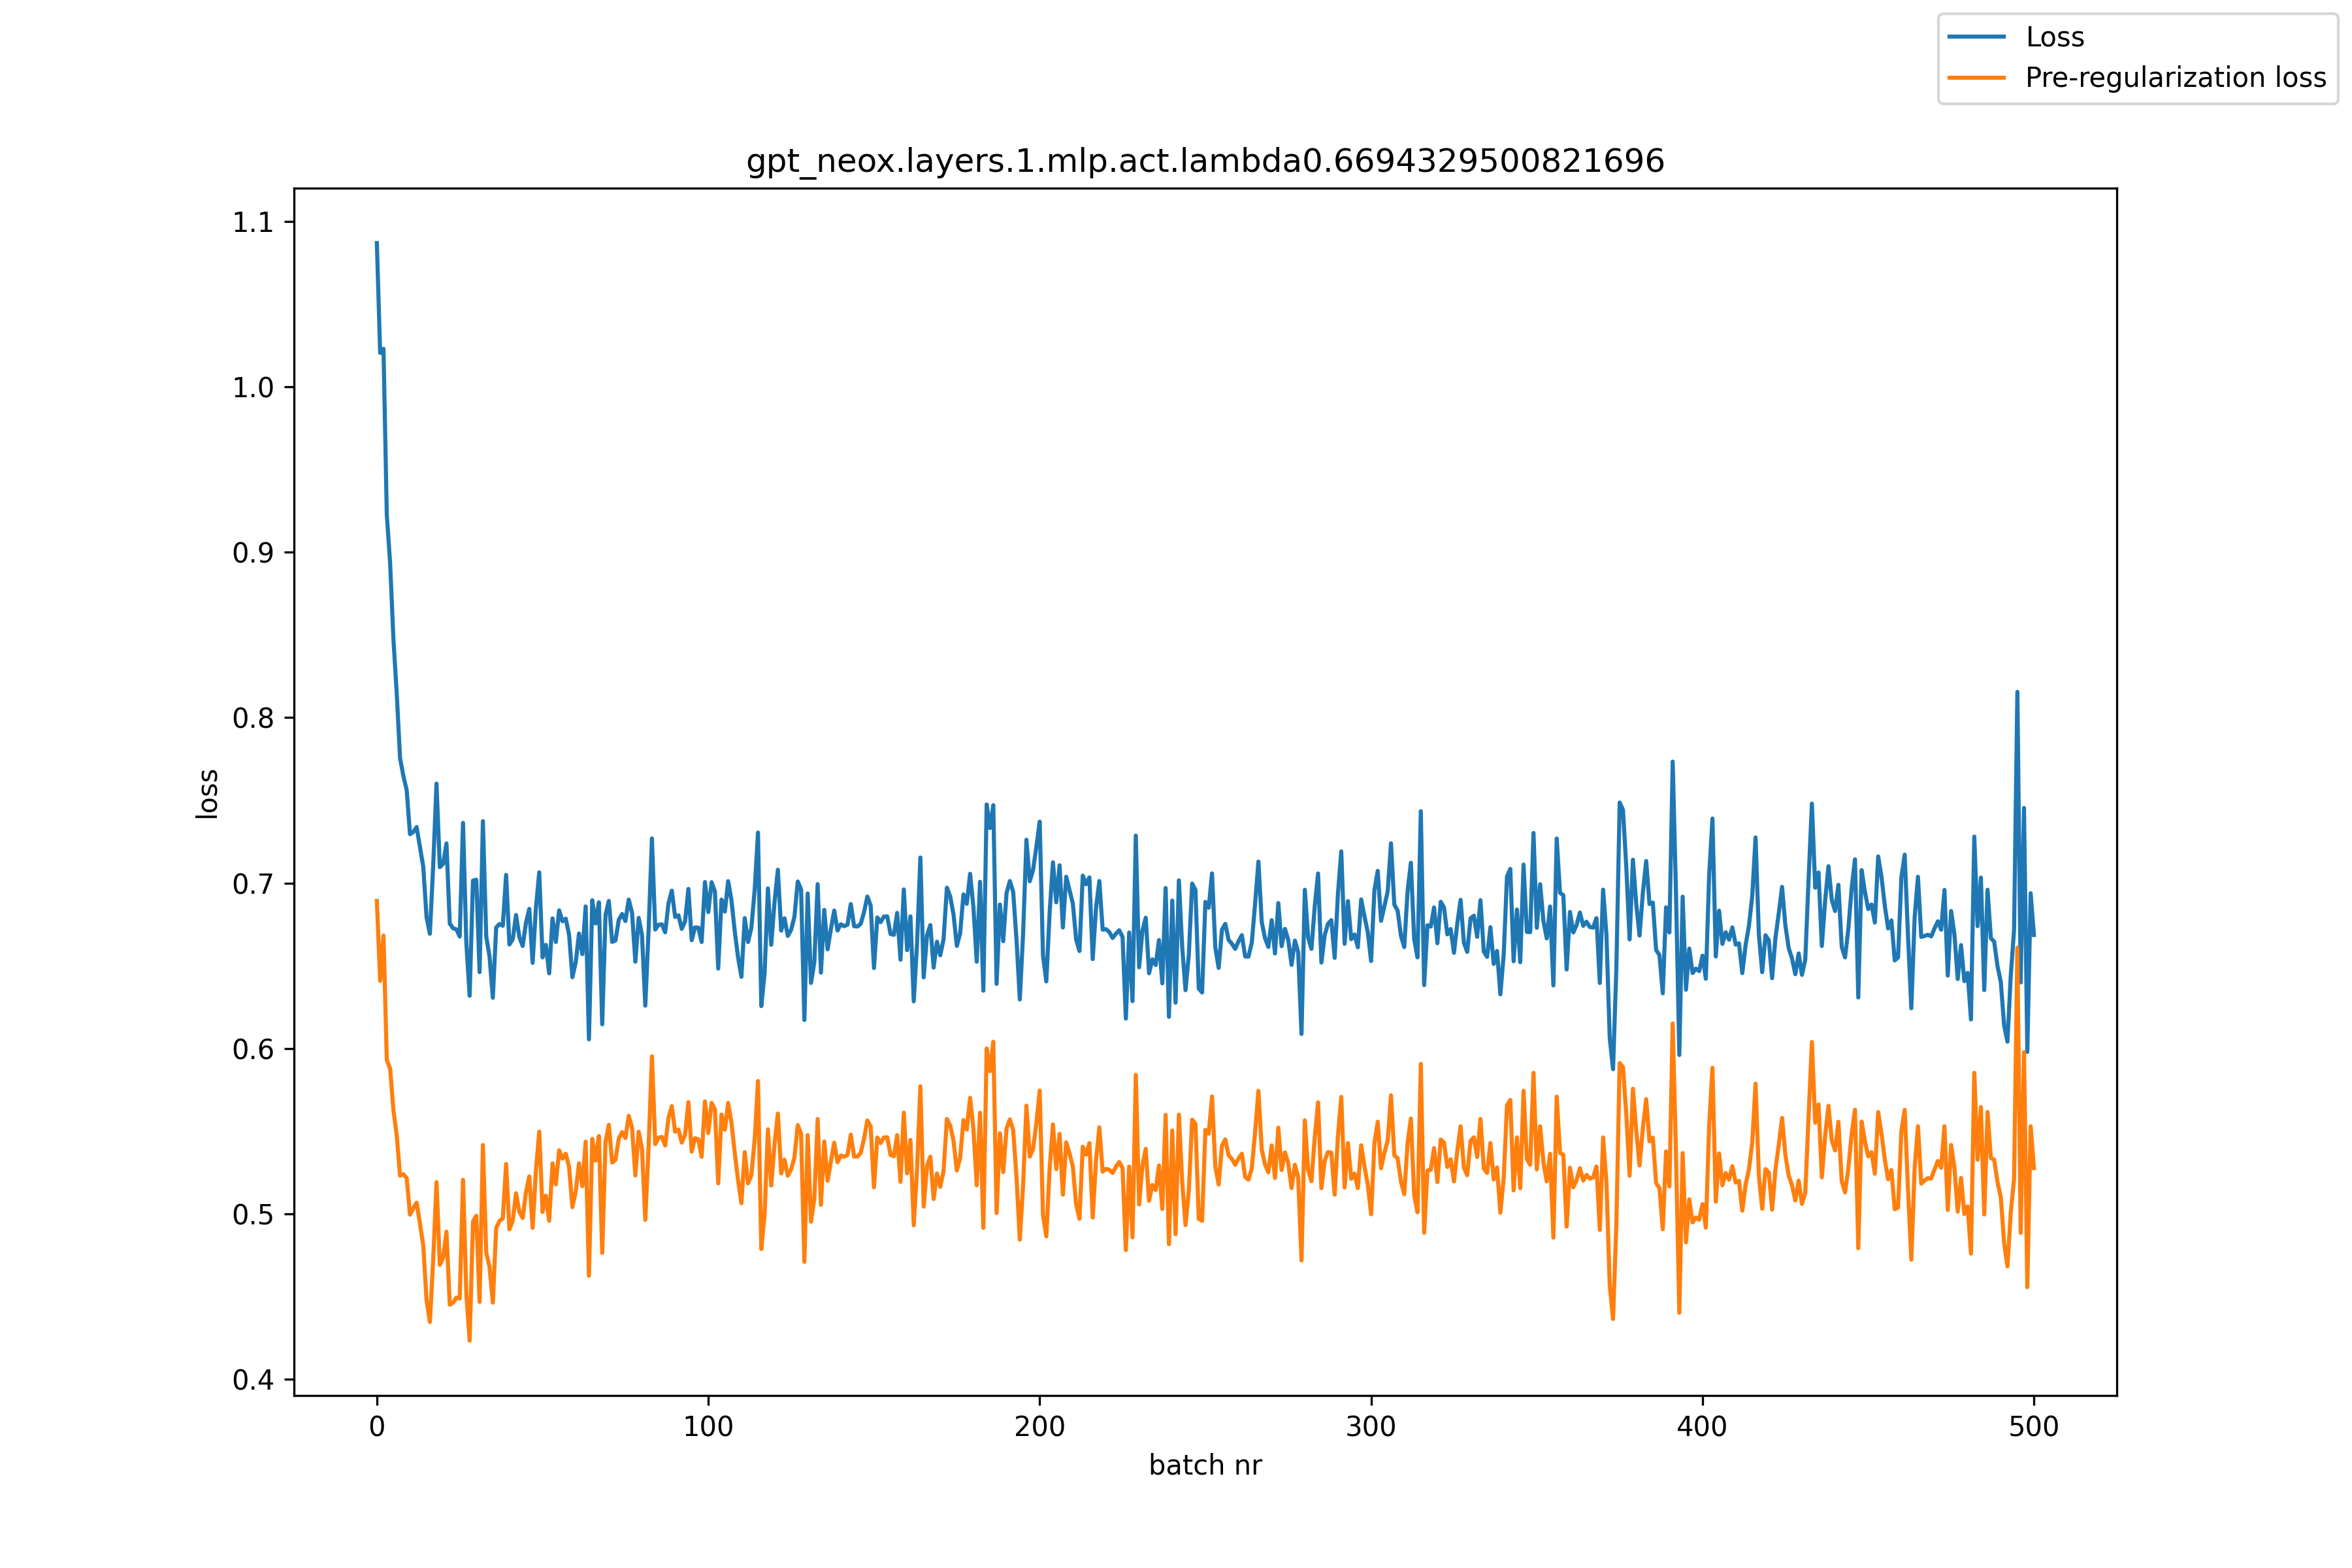 Loss
Pre-regularization loss
gpt_neox.layers.1.mlp.act.lambda0.6694329500821696
1.1
1.0
0.9
0.8
0.7
0.6
0.5
0.4
loss
0 100 200 300 400 500
batch nr